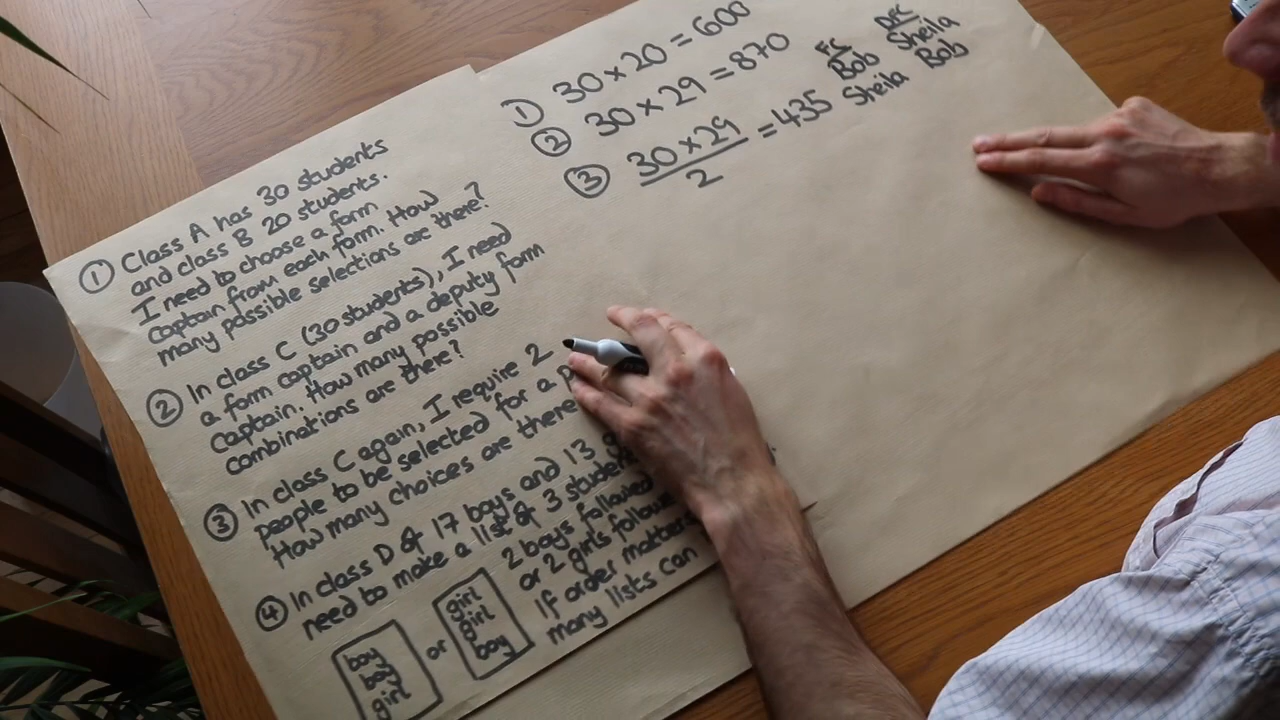 ① Class A has 30 students
and class B 20 students.
I need to choose a form
captain from each form. How
many possible selections are there?
② In class C (30 students), I need
a form captain and a deputy form
captain. How many possible
combinations are there?
③ In class C again, I require 2
people to be selected for a
How many choices are there
④ In class D of 17 boys and 13
need to make a list of 3
2 boys followed
or 2 girls
If order matters
many lists can
boy
boy
girl
or
girl
girl
boy
1) 30 × 20 = 600
② 30 × 29 = 870
③ 30 × 29 / 2 = 435
FC DFC
Bob Sheila
Sheila Bob